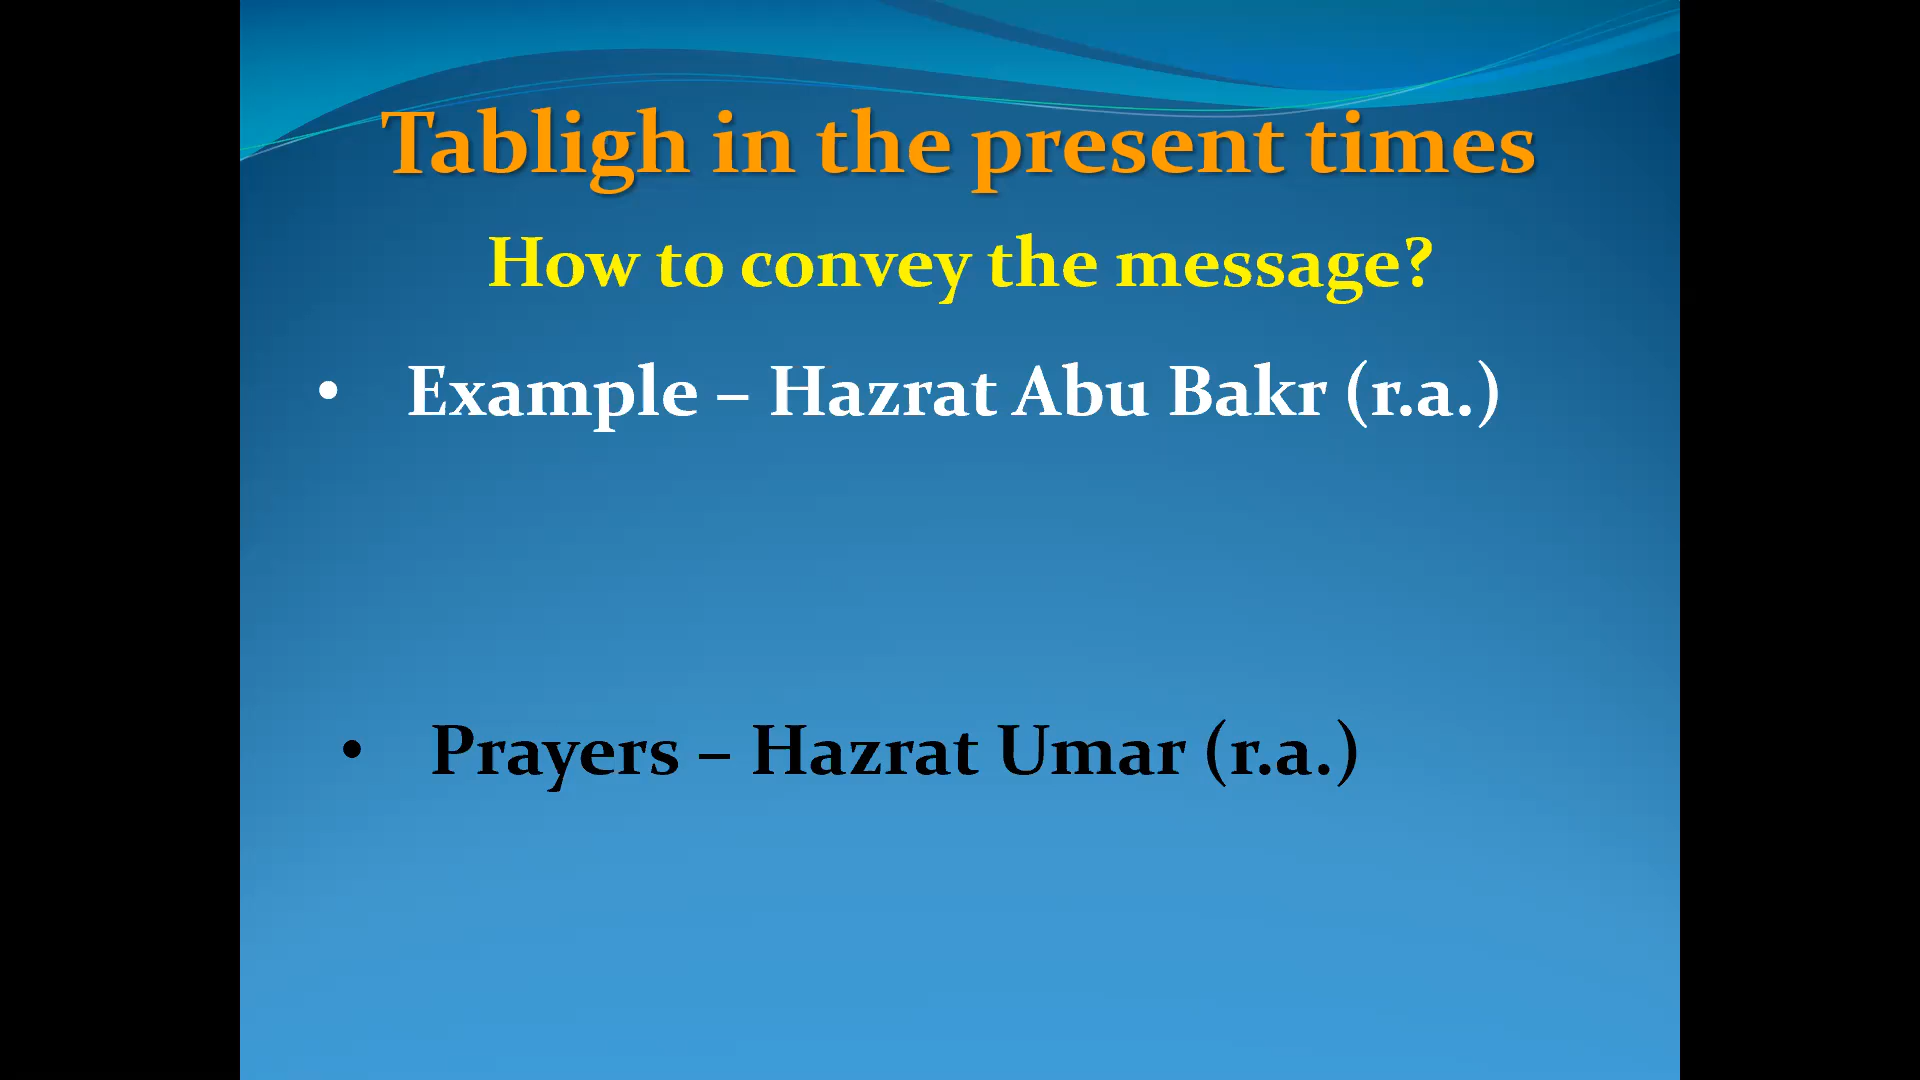 Tabligh in the present times
How to convey the message?
• Example – Hazrat Abu Bakr (r.a.)
• Prayers – Hazrat Umar (r.a.)